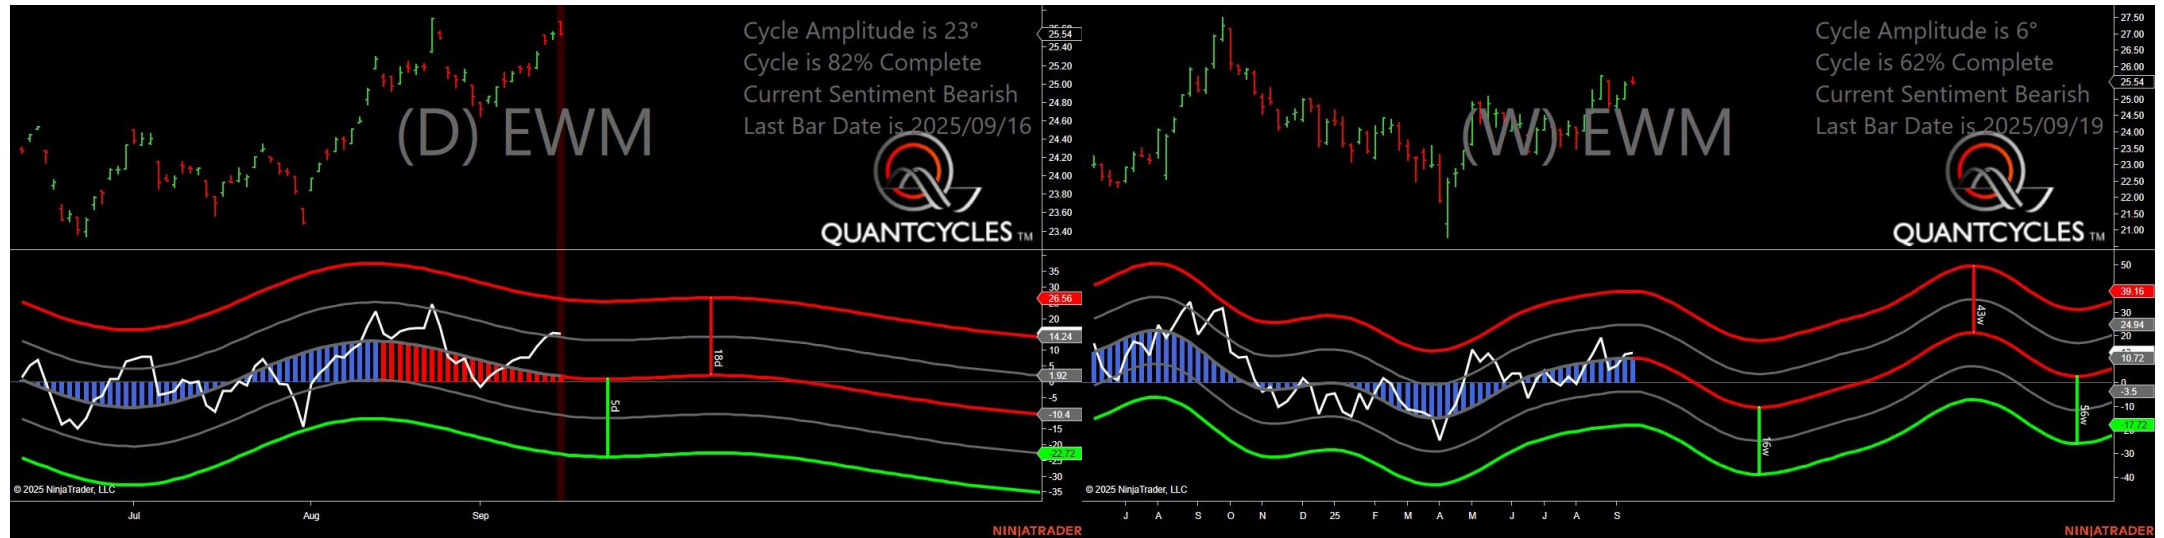 Cycle Amplitude is 23°
Cycle is 82% Complete
Current Sentiment Bearish
Last Bar Date is 2025/09/16
(D) EWM
QUANTCYCLES TM
25.54
25.40
25.20
25.00
24.80
24.60
24.40
24.20
24.00
23.80
23.60
23.40
35
30
26.56
20
14.24
10
5
1.92
-5
-10.4
-15
-20
-22.72
-30
-35
18d
5d
© 2025 NinjaTrader, LLC
Jul
Aug
Sep
NINJATRADER
Cycle Amplitude is 6°
Cycle is 62% Complete
Current Sentiment Bearish
Last Bar Date is 2025/09/19
(W) EWM
QUANTCYCLES TM
27.50
27.00
26.50
26.00
25.54
25.00
24.50
24.00
23.50
23.00
22.50
22.00
21.50
21.00
50
39.16
30
24.94
20
10.72
0
-3.5
-10
-17.72
-30
-40
43w
16w
56w
© 2025 NinjaTrader, LLC
J A S O N D 25 F M A M J J A S
NINJATRADER